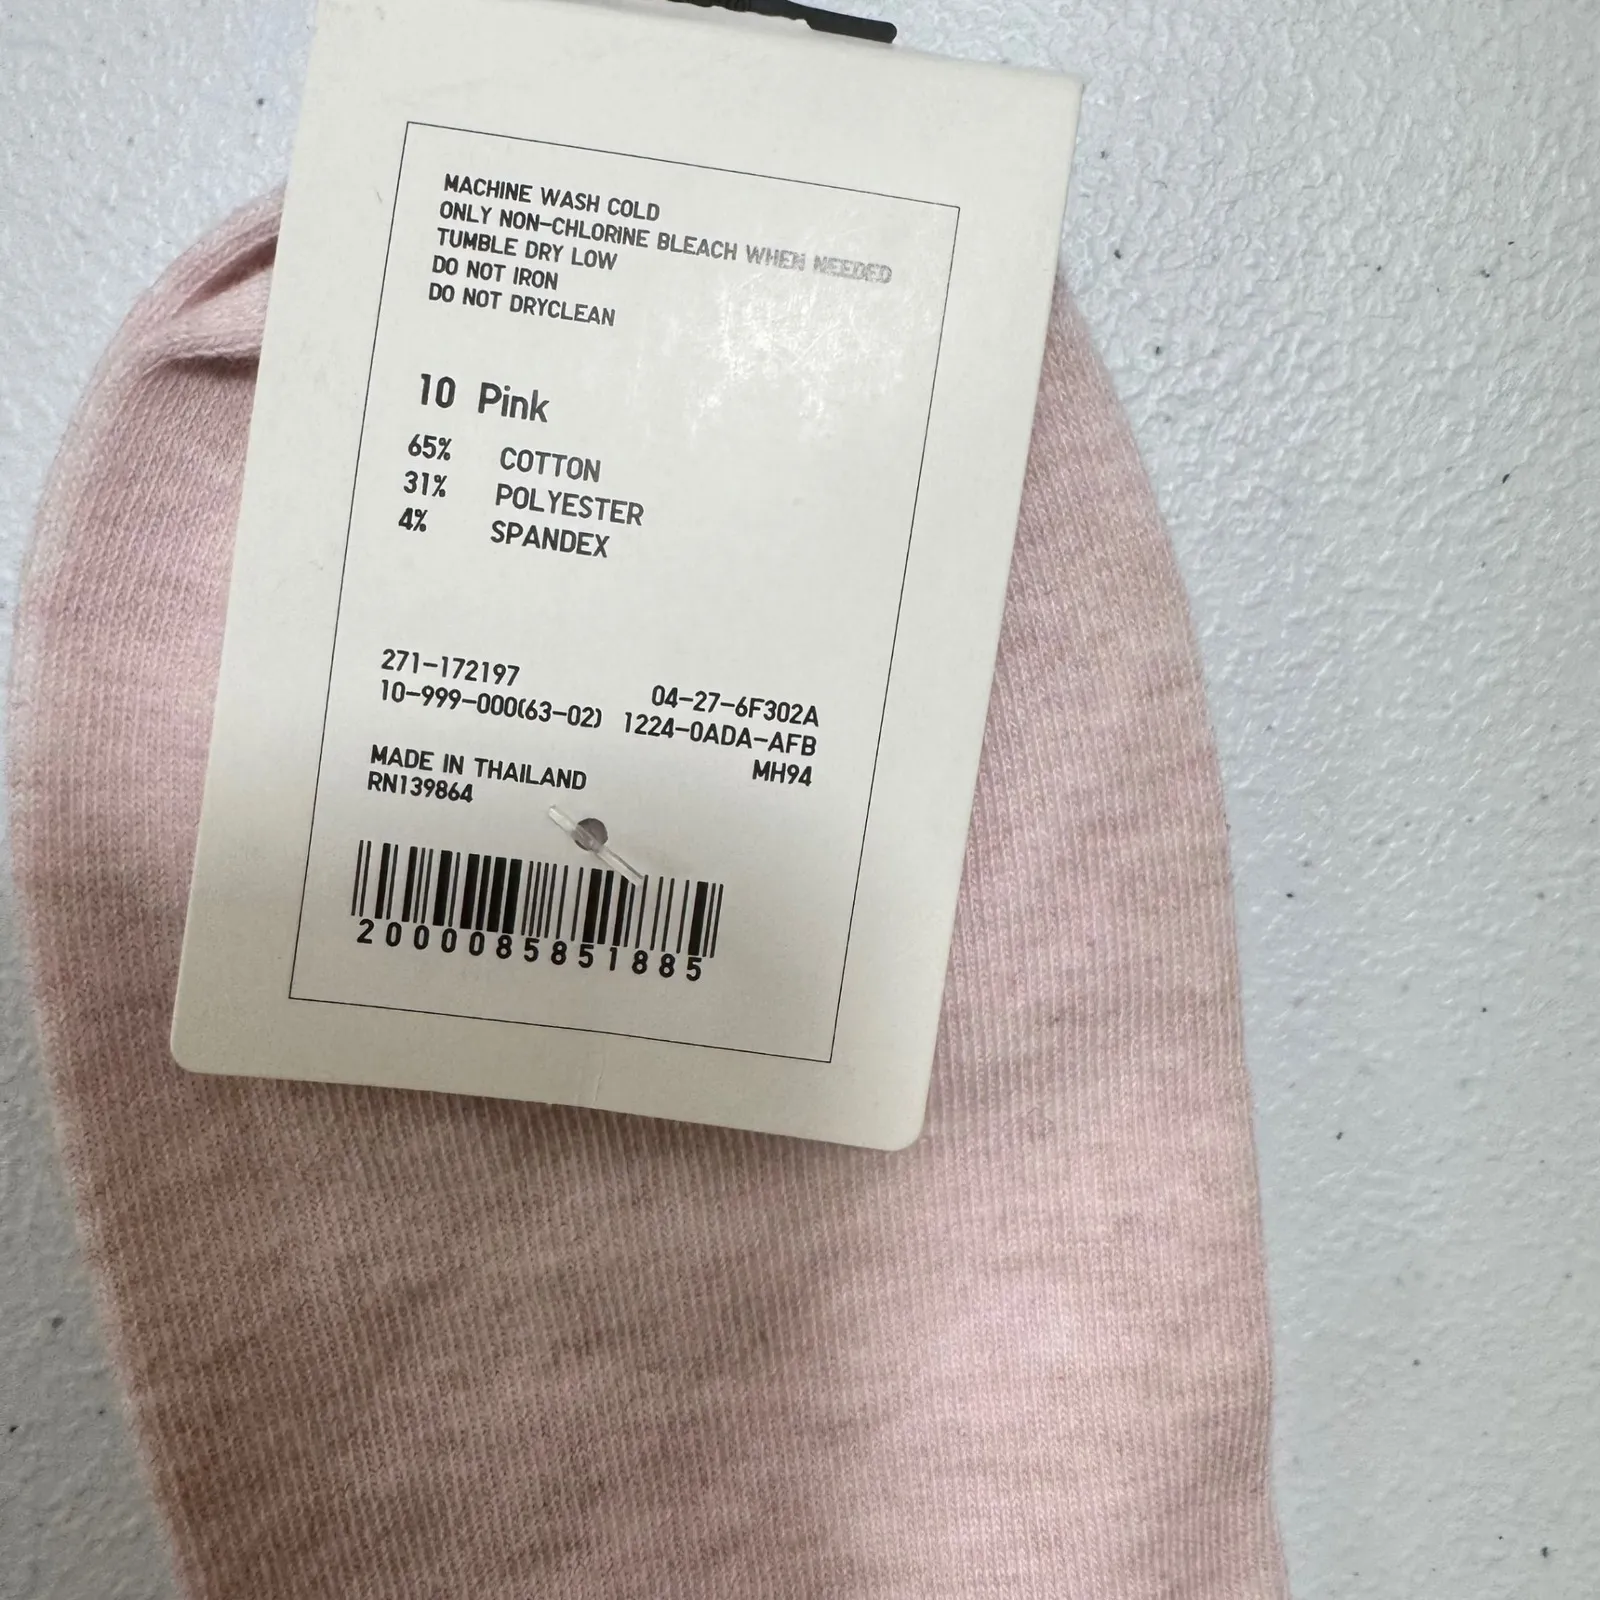 MACHINE WASH COLD
ONLY NON-CHLORINE BLEACH WHEN NEEDED
TUMBLE DRY LOW
DO NOT IRON
DO NOT DRYCLEAN
10 Pink
65% COTTON
31% POLYESTER
4% SPANDEX
271-172197 04-27-6F302A
10-999-000(63-02) 1224-0ADA-AFB
MADE IN THAILAND MH94
RN139864
2000085851885